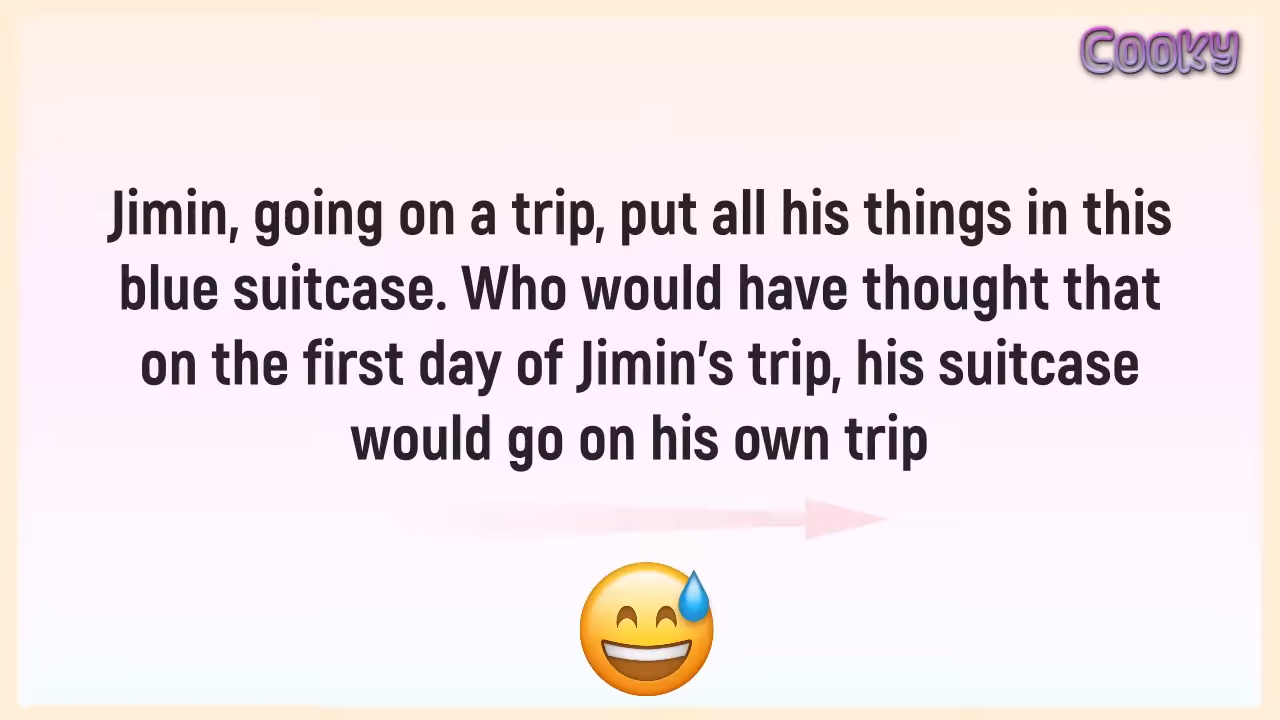 Cooky
Jimin, going on a trip, put all his things in this
blue suitcase. Who would have thought that
on the first day of Jimin’s trip, his suitcase
would go on his own trip